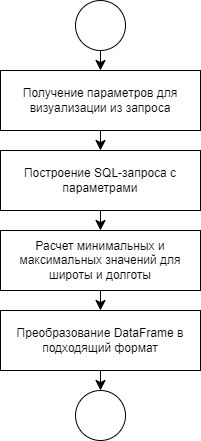 Получение параметров для
визуализации из запроса
Построение SQL-запроса с
параметрами
Расчет минимальных и
максимальных значений для
широты и долготы
Преобразование DataFrame в
подходящий формат